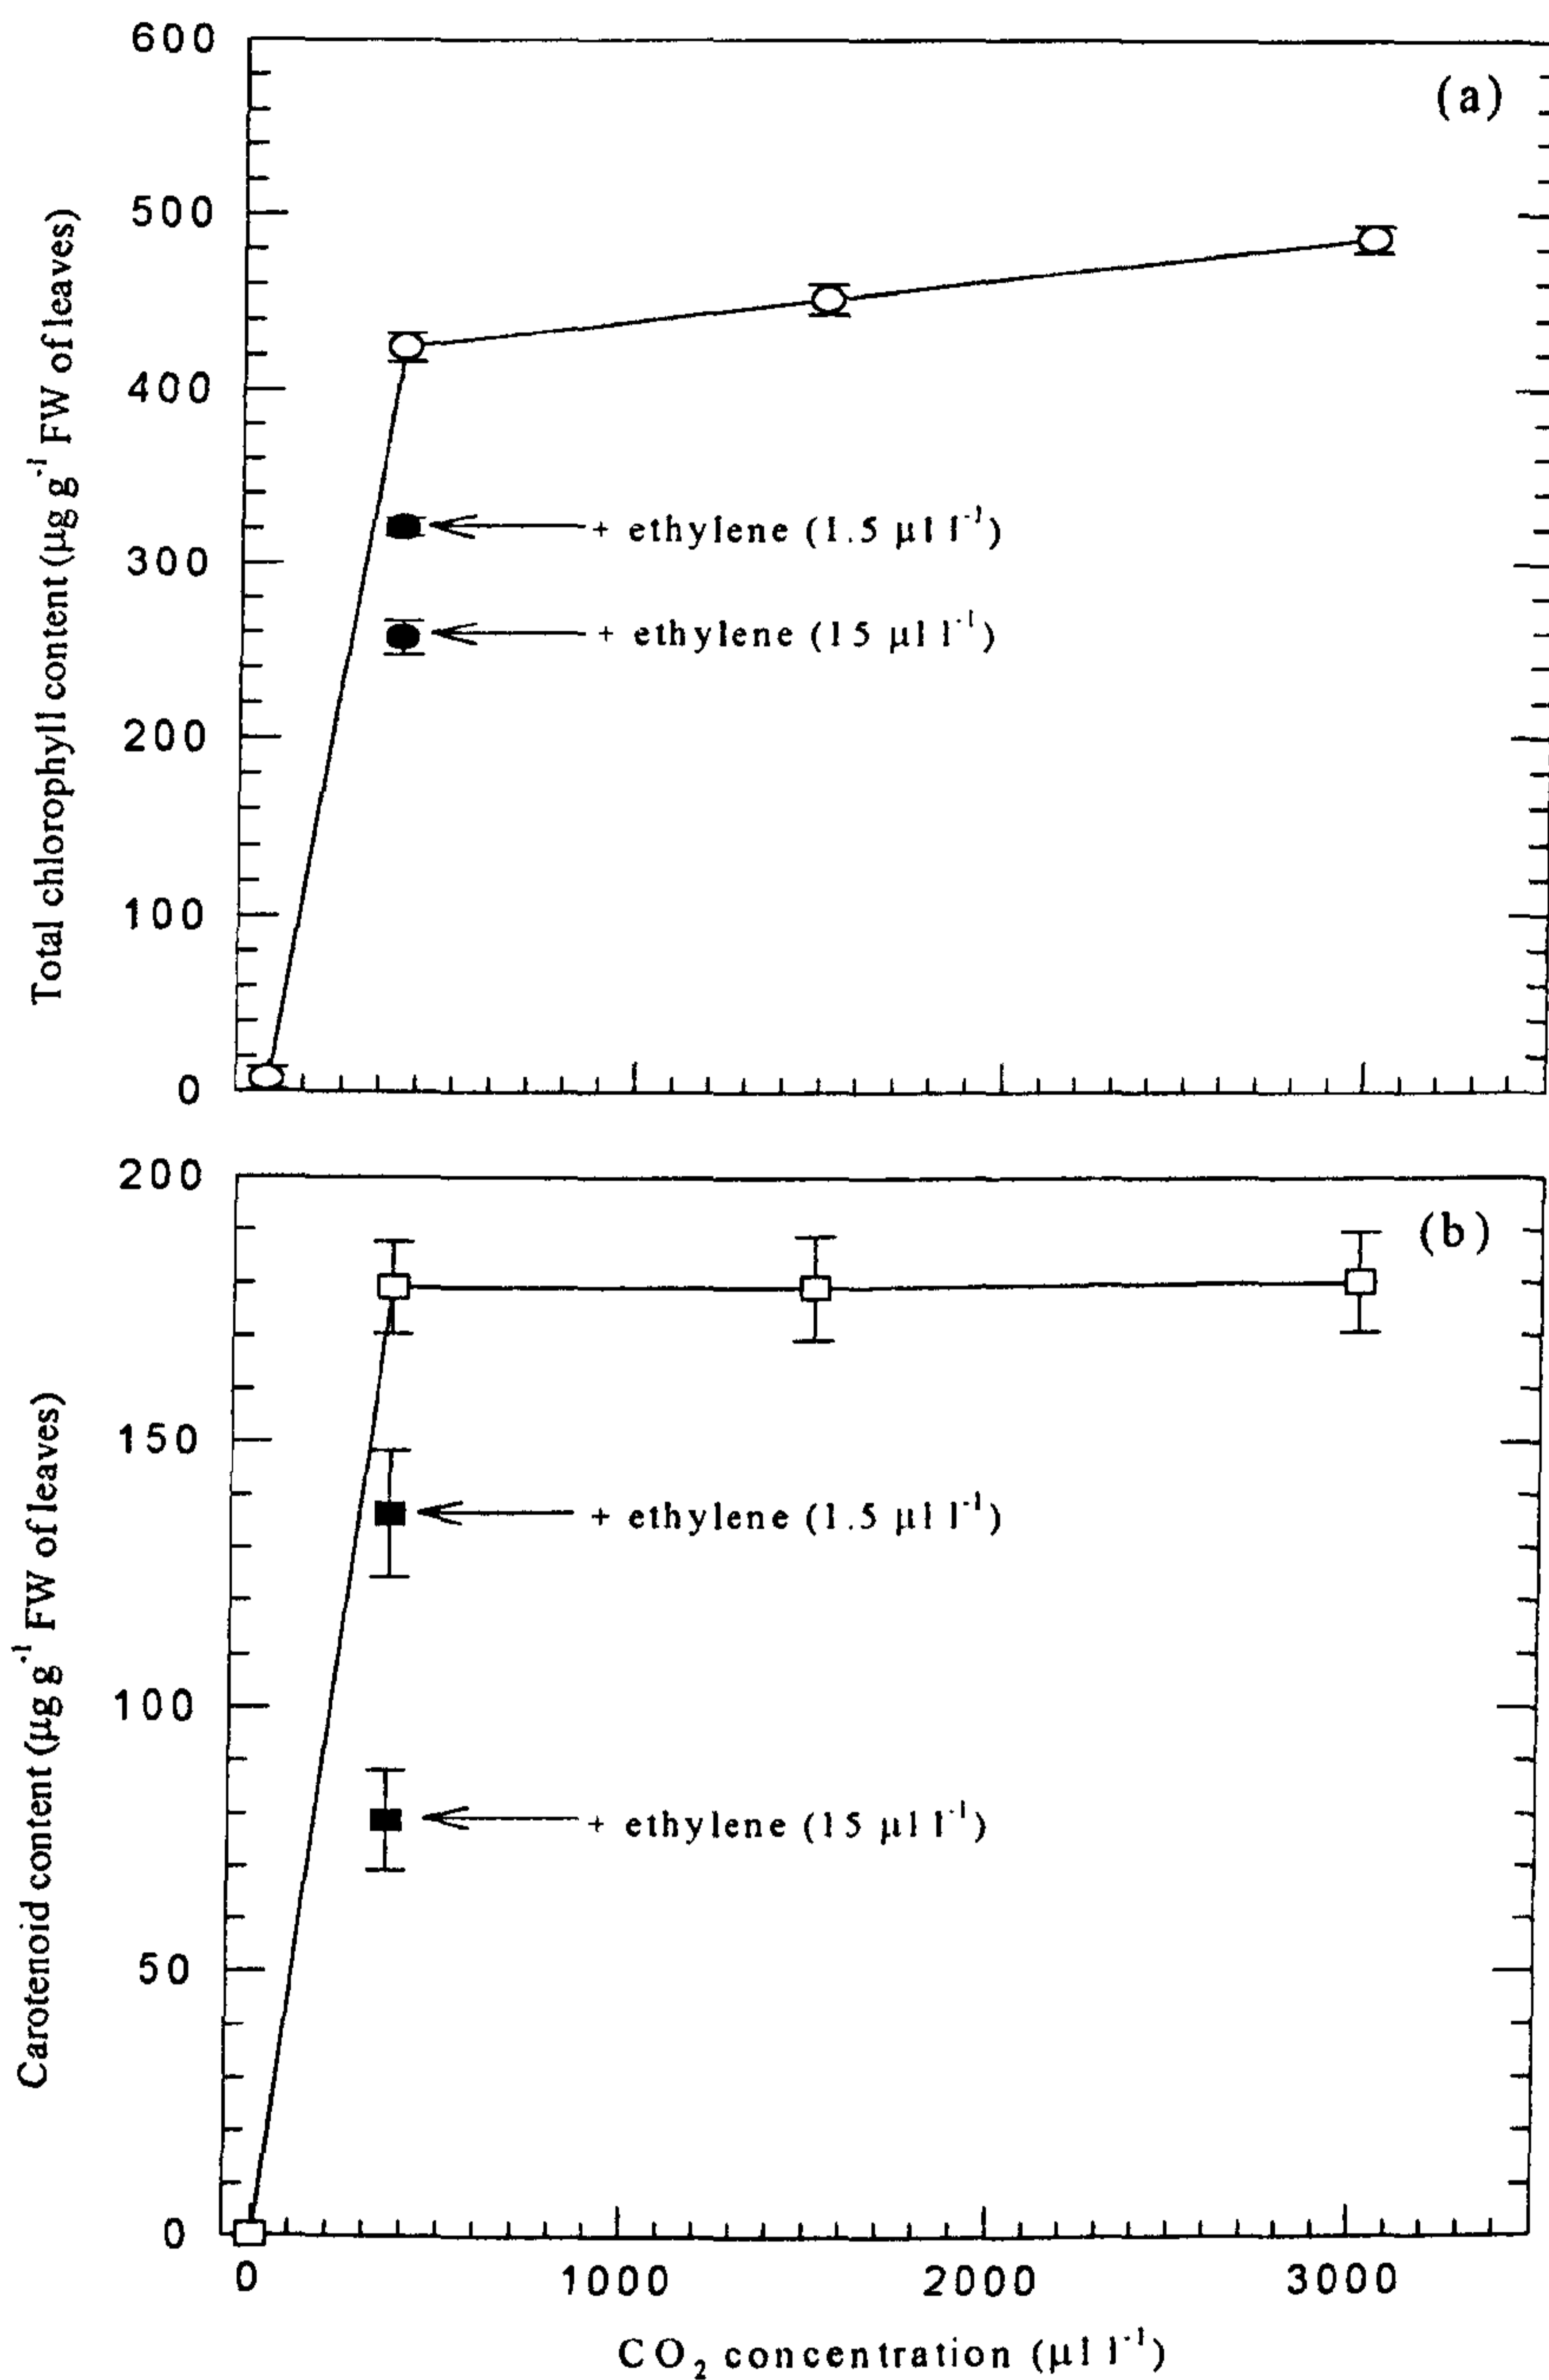 600
(a)
500
400
300
200
100
0
Total chlorophyll content (µg g⁻¹ FW of leaves)
+ ethylene (1.5 µl l⁻¹)
+ ethylene (15 µl l⁻¹)
200
(b)
150
100
50
0
Carotenoid content (µg g⁻¹ FW of leaves)
+ ethylene (1.5 µl l⁻¹)
+ ethylene (15 µl l⁻¹)
0 1000 2000 3000
CO₂ concentration (µl l⁻¹)